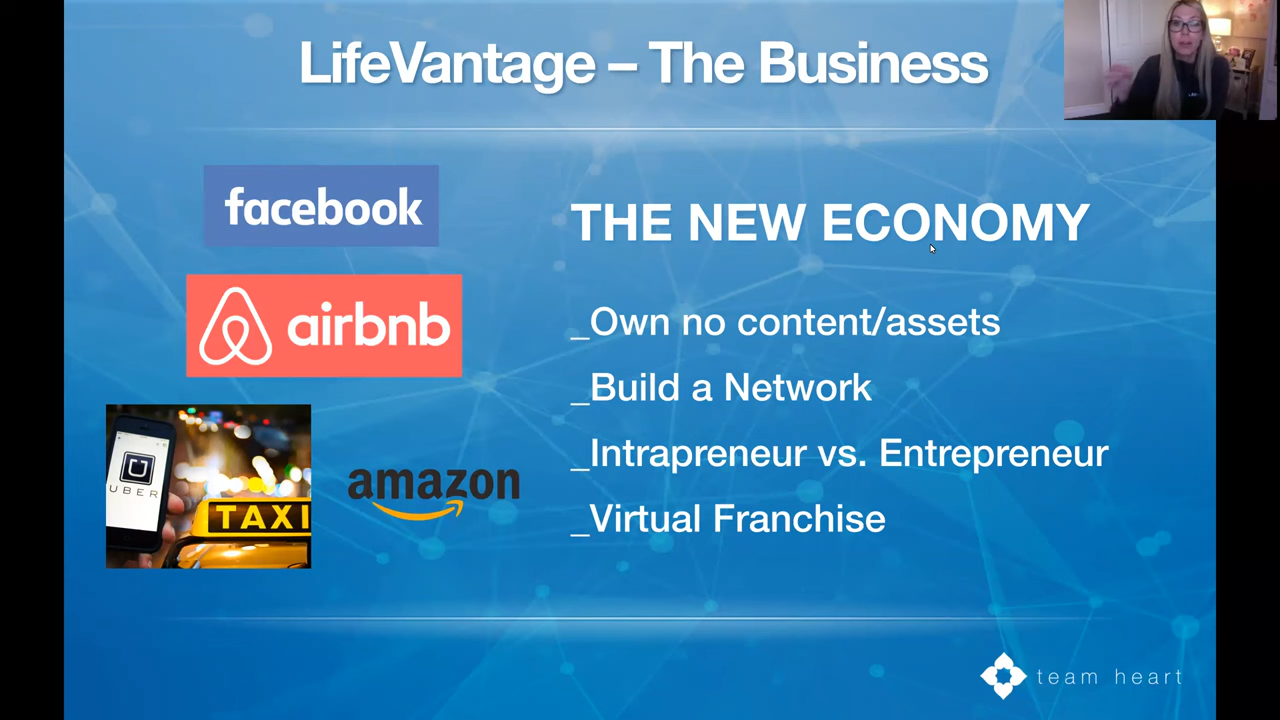 LifeVantage – The Business
facebook
THE NEW ECONOMY
airbnb
_Own no content/assets
_Build a Network
_Intrapreneur vs. Entrepreneur
_Virtual Franchise
UBER
TAXI
amazon
team heart